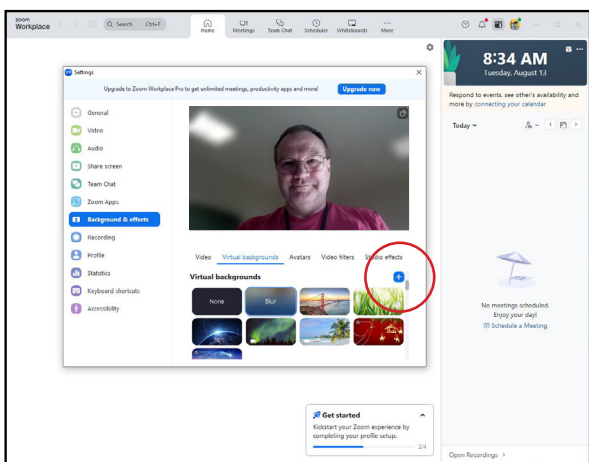 zoom
Workplace
Search Ctrl+F
Home
Meetings
Team Chat
Scheduler
Whiteboards
More
Settings
Upgrade to Zoom Workplace Pro to get unlimited meetings, productivity apps and more!
Upgrade now
General
Video
Audio
Share screen
Team Chat
Zoom Apps
Background & effects
Recording
Profile
Statistics
Keyboard shortcuts
Accessibility
Video Virtual backgrounds Avatars Video filters Studio effects
Virtual backgrounds
None
Blur
8:34 AM
Tuesday, August 13
Respond to events, see other's availability and
more by connecting your calendar
Today
No meetings scheduled.
Enjoy your day!
Schedule a Meeting
Get started
Kickstart your Zoom experience by
completing your profile setup.
2/4
Open Recordings